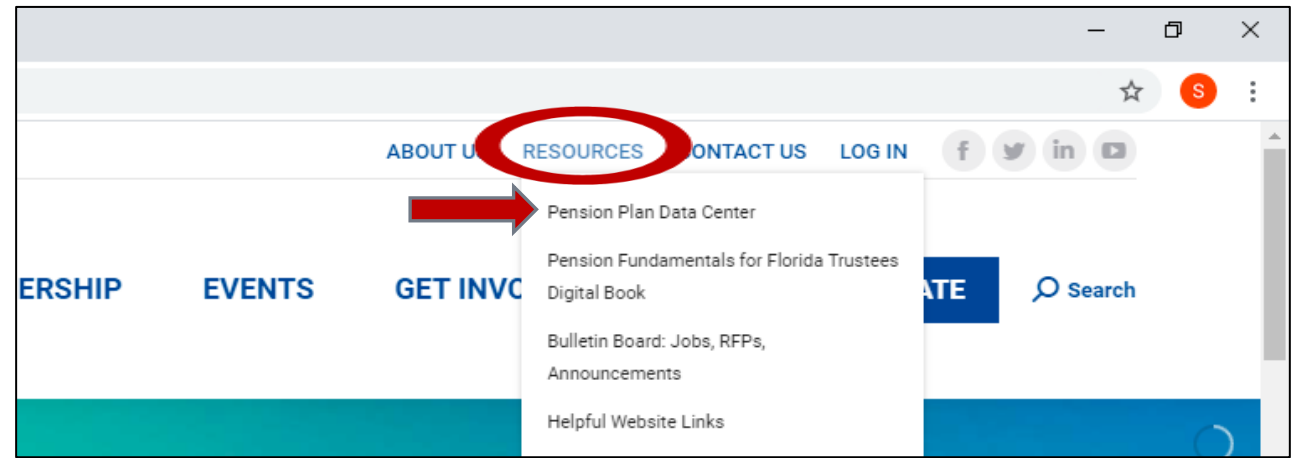 S
ABOUT U RESOURCES ONTACT US LOG IN f in
Pension Plan Data Center
Pension Fundamentals for Florida Trustees
Digital Book
ERSHIP EVENTS GET INVO ATE Search
Bulletin Board: Jobs, RFPs,
Announcements
Helpful Website Links